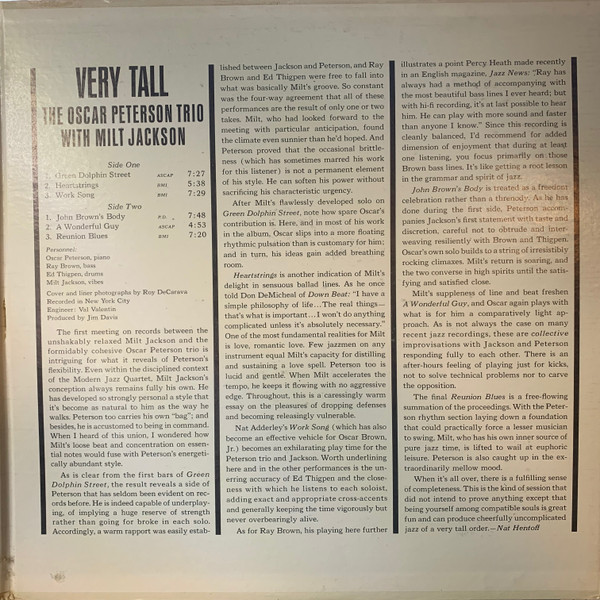 VERY TALL
THE OSCAR PETERSON TRIO
WITH MILT JACKSON
Side One
1. Green Dolphin Street ASCAP 7:27
2. Heartstrings BMI 5:38
3. Work Song BMI 7:29
Side Two
1. John Brown's Body P.D. 7:48
2. A Wonderful Guy ASCAP 4:53
3. Reunion Blues BMI 7:20
Personnel:
Oscar Peterson, piano
Ray Brown, bass
Ed Thigpen, drums
Milt Jackson, vibes
Cover and liner photographs by Roy DeCarava
Recorded in New York City
Engineer: Val Valentin
Produced by Jim Davis
The first meeting on records between the
unshakably relaxed Milt Jackson and the
formidably cohesive Oscar Peterson trio is
intriguing for what it reveals of Peterson's
flexibility. Even within the disciplined context
of the Modern Jazz Quartet, Milt Jackson's
conception always remains fully his own. He
has developed so strongly personal a style that
it's become as natural to him as the way he
walks. Peterson too carries his own "bag"; and
besides, he is accustomed to being in command.
When I heard of this union, I wondered how
Milt's loose beat and concentration on essen-
tial notes would fuse with Peterson's energeti-
cally abundant style.
As is clear from the first bars of Green
Dolphin Street, the result reveals a side of
Peterson that has seldom been evident on rec-
ords before. He is indeed capable of underplay-
ing, of implying a huge reserve of strength
rather than going for broke in each solo.
Accordingly, a warm rapport was easily estab-
lished between Jackson and Peterson, and Ray
Brown and Ed Thigpen were free to fall into
what was basically Milt's groove. So constant
was the four-way agreement that all of these
performances are the result of only one or two
takes. Milt, who had looked forward to the
meeting with particular anticipation, found
the climate even sunnier than he'd hoped. And
Peterson proved that the occasional brittle-
ness (which has sometimes marred his work
for this listener) is not a permanent element
of his style. He can soften his power without
sacrificing his characteristic urgency.
After Milt's flawlessly developed solo on
Green Dolphin Street, note how spare Oscar's
contribution is. Here, and in most of his work
in the album, Oscar slips into a more floating
rhythmic pulsation than is customary for him;
and in turn, his ideas gain added breathing
room.
Heartstrings is another indication of Milt's
delight in sensuous ballad lines. As he once
told Don DeMicheal of Down Beat: "I have a
simple philosophy of life...The real things—
that's what is important...I won't do anything
complicated unless it's absolutely necessary."
One of the most fundamental realities for Milt
is love, romantic love. Few jazzmen on any
instrument equal Milt's capacity for distilling
and sustaining a love spell. Peterson too is
lucid and gentle. When Milt accelerates the
tempo, he keeps it flowing with no aggressive
edge. Throughout, this is a caressingly warm
essay on the pleasures of dropping defenses
and becoming releasingly vulnerable.
Nat Adderley's Work Song (which has also
become an effective vehicle for Oscar Brown,
Jr.) becomes an exhilarating play time for the
Peterson trio and Jackson. Worth underlining
here and in the other performances is the un-
erring accuracy of Ed Thigpen and the close-
ness with which he listens to each soloist,
adding exact and appropriate cross-accents
and generally keeping the time vigorously but
never overbearingly alive.
As for Ray Brown, his playing here further
illustrates a point Percy Heath made recently
in an English magazine, Jazz News: "Ray has
always had a method of accompanying with
the most beautiful bass lines I ever heard; but
with hi-fi recording, it's at last possible to hear
him. He can play with more sound and faster
than anyone I know." Since this recording is
cleanly balanced, I'd recommend for added
dimension of enjoyment that during at least
one listening, you focus primarily on those
Brown bass lines. It's like getting a root lesson
in the grammar and spirit of jazz.
John Brown's Body is treated as a freedom
celebration rather than a threnody. As he has
done during the first side, Peterson accom-
panies Jackson's first statement with taste and
discretion, careful not to obtrude and inter-
weaving resiliently with Brown and Thigpen.
Oscar's own solo builds to a string of irresistibly
rocking climaxes. Milt's return is soaring, and
the two converse in high spirits until the satis-
fying and satisfied close.
Milt's suppleness of line and beat freshen
A Wonderful Guy, and Oscar again plays with
what is for him a comparatively light ap-
proach. As is not always the case on many
recent jazz recordings, these are collective
improvisations with Jackson and Peterson
responding fully to each other. There is an
after-hours feeling of playing just for kicks,
not to solve technical problems nor to carve
the opposition.
The final Reunion Blues is a free-flowing
summation of the proceedings. With the Peter-
son rhythm section laying down a foundation
that could practically force a lesser musician
to swing, Milt, who has his own inner source of
pure jazz time, is lifted to wail at euphoric
leisure. Peterson is also caught up in the ex-
traordinarily mellow mood.
When it's all over, there is a fulfilling sense
of completeness. This is the kind of session that
did not intend to prove anything except that
being yourself among compatible souls is great
fun and can produce cheerfully uncomplicated
jazz of a very tall order.—Nat Hentoff